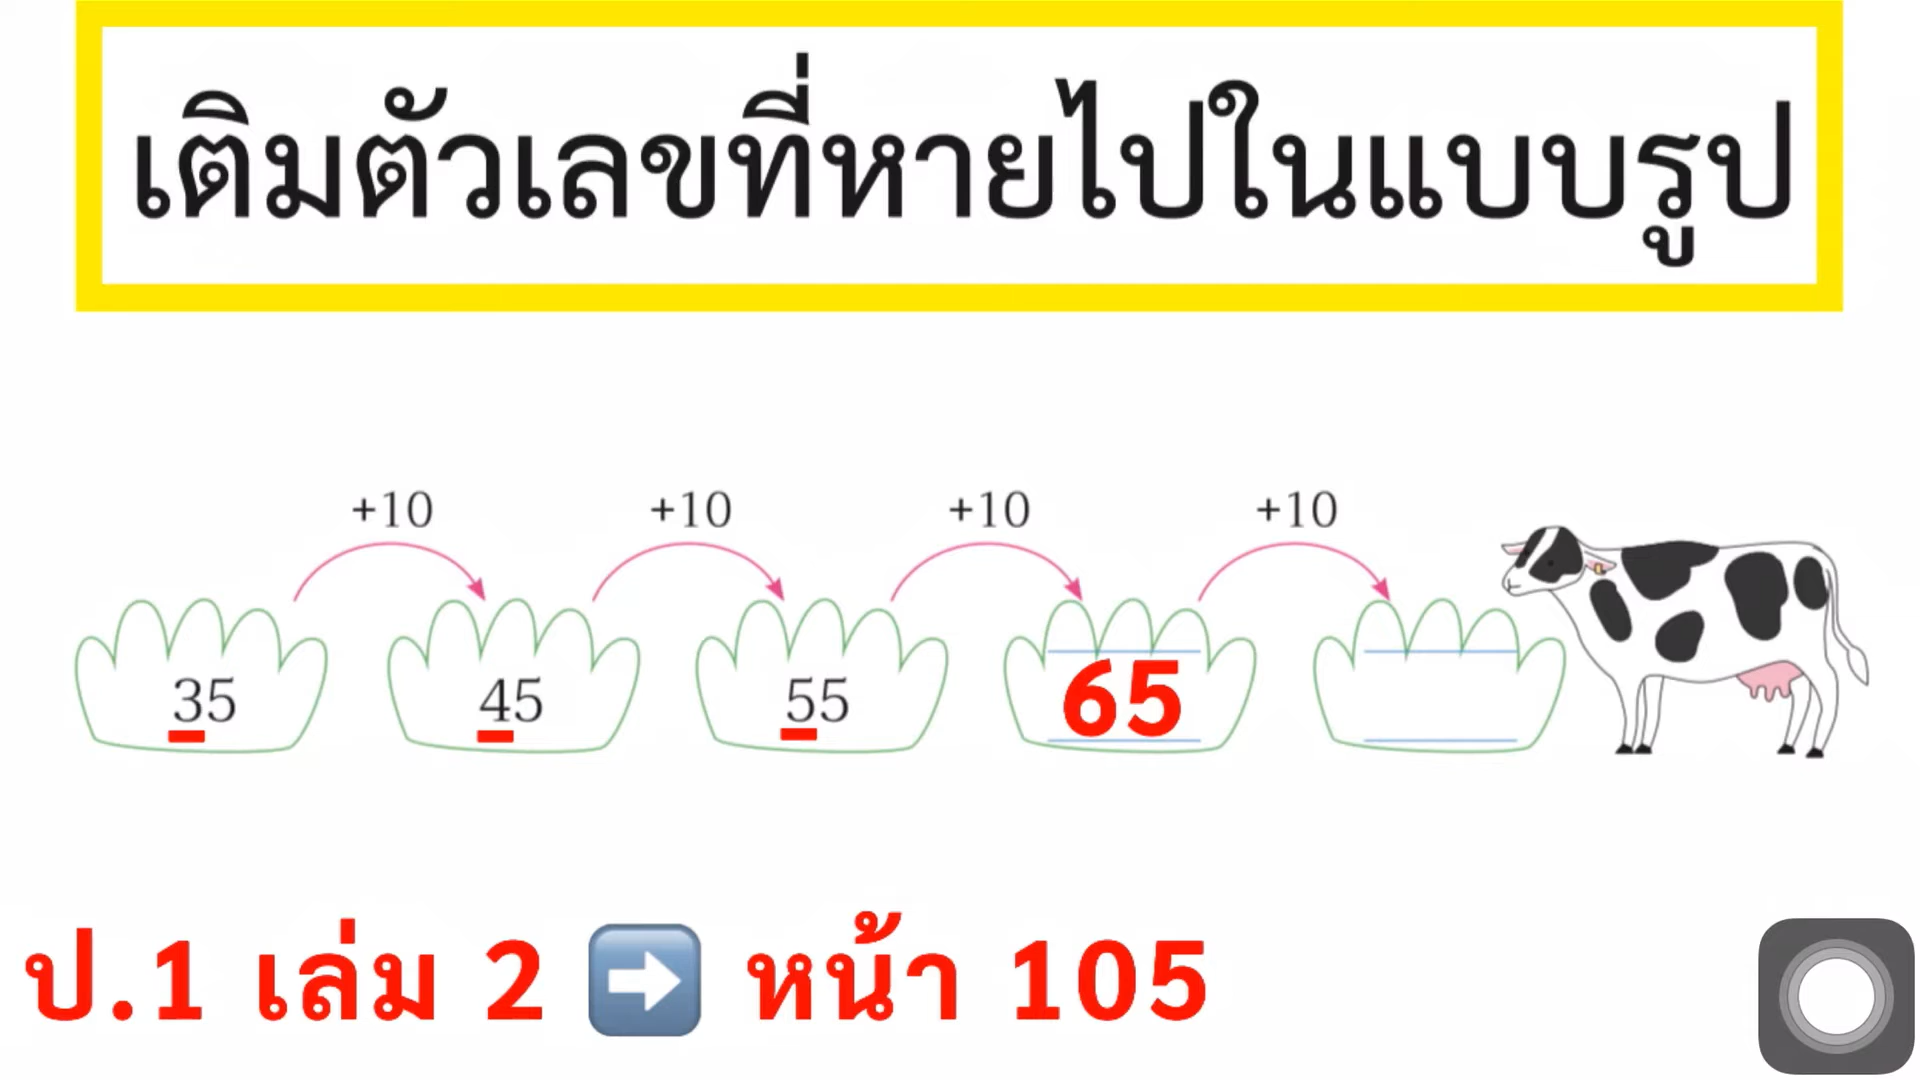 เติมตัวเลขที่หายไปในแบบรูป
+10 +10 +10 +10
35 45 55 65
ป.1 เล่ม 2 ➡ หน้า 105